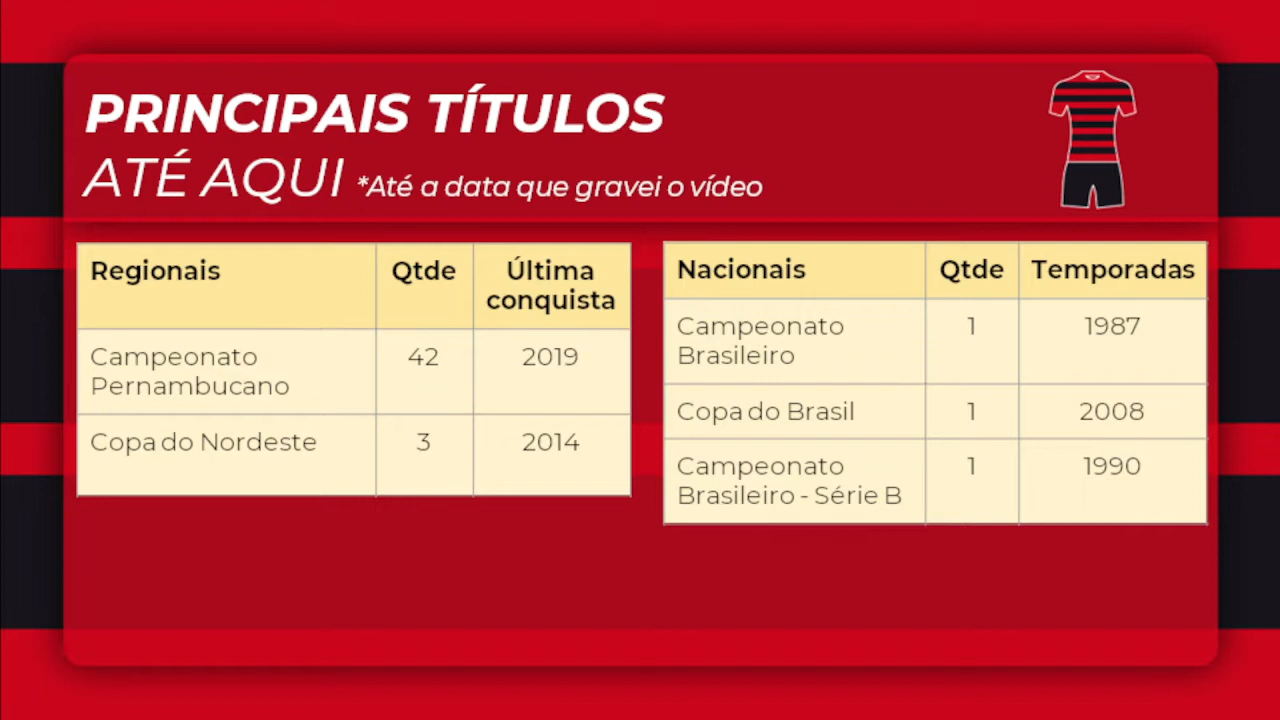 PRINCIPAIS TÍTULOS
ATÉ AQUI *Até a data que gravei o vídeo
Regionais Qtde Última
conquista
Campeonato 42 2019
Pernambucano
Copa do Nordeste 3 2014
Nacionais Qtde Temporadas
Campeonato 1 1987
Brasileiro
Copa do Brasil 1 2008
Campeonato 1 1990
Brasileiro - Série B